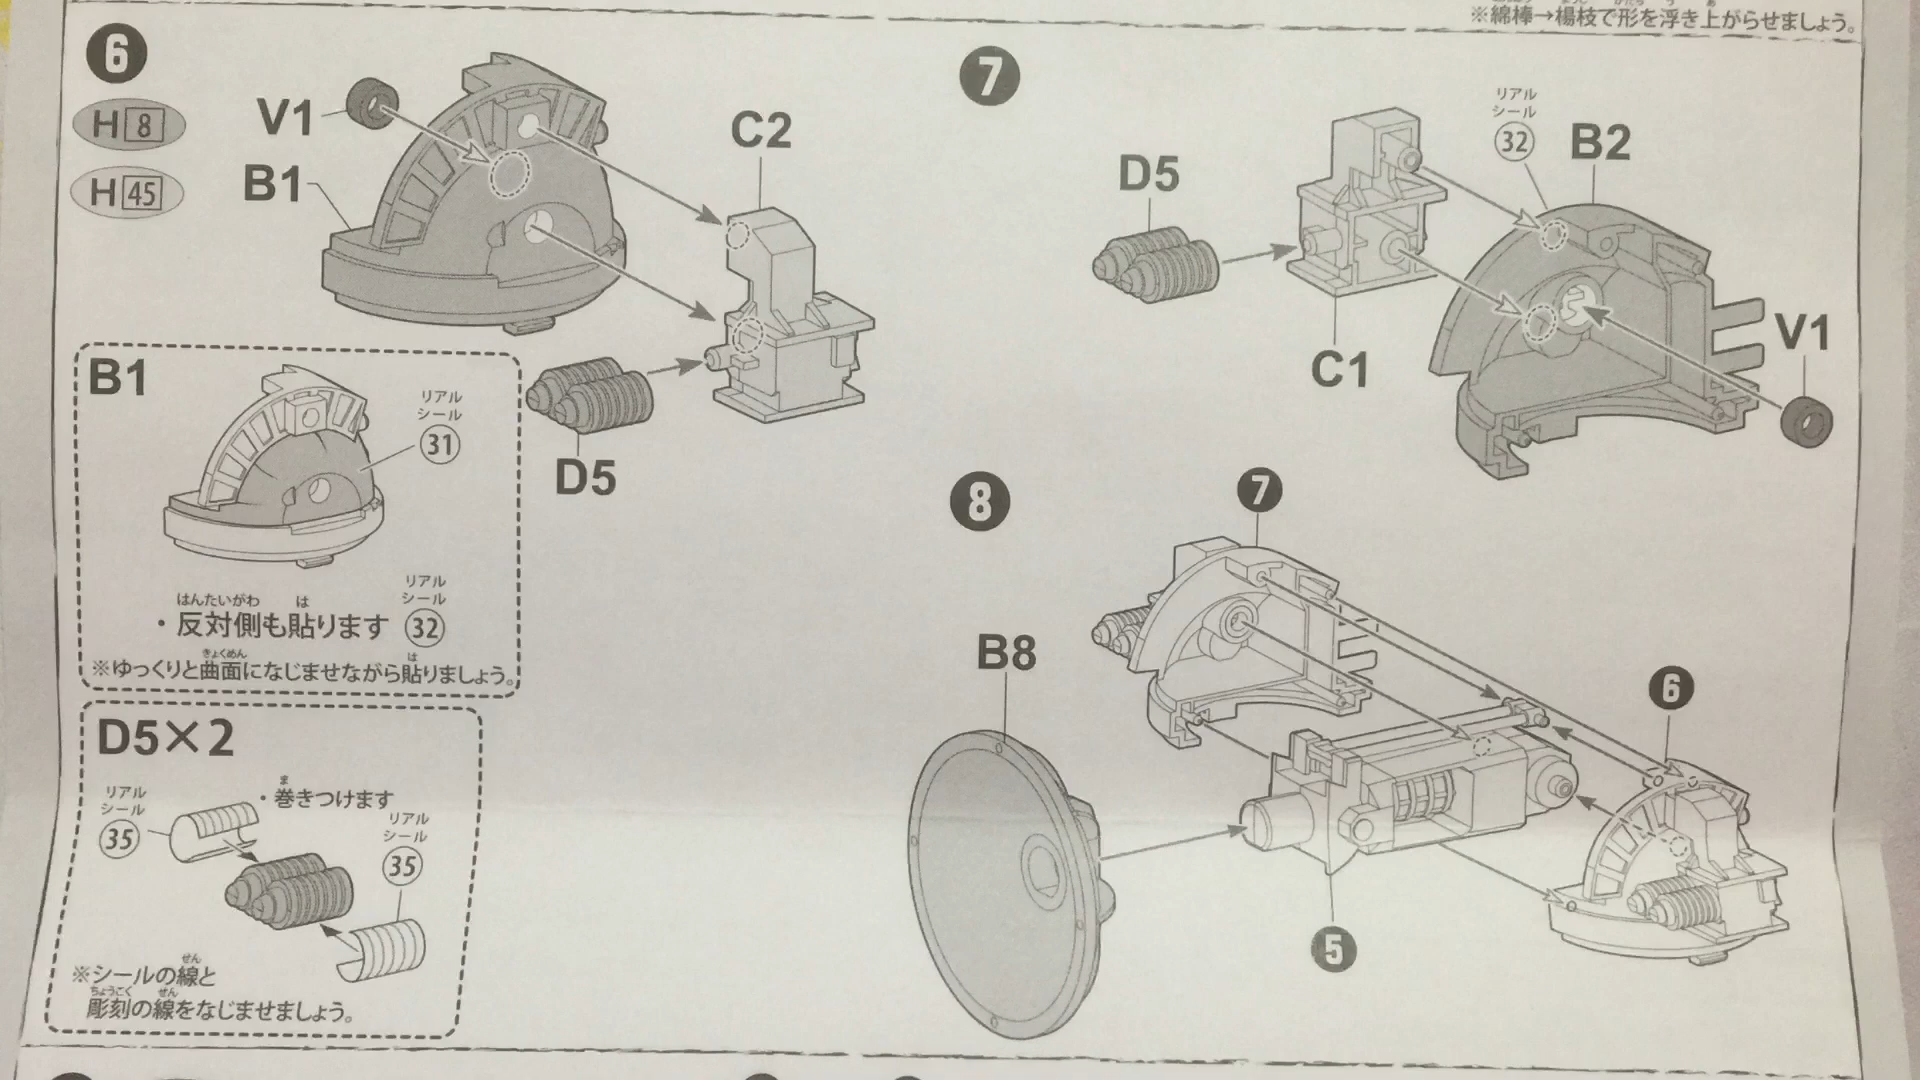 ※綿棒→楊枝で形を浮き上がらせましょう。
6
H 8
H 45
V1
B1
C2
D5
B1
リアル
シール
31
はんたいがわ は
・反対側も貼ります
リアル
シール
32
きょくめん は
※ゆっくりと曲面になじませながら貼りましょう。
D5×2
リアル
シール
35
ま
・巻きつけます
リアル
シール
35
せん
※シールの線と
ちょうこく せん
彫刻の線をなじませましょう。
7
リアル
シール
32
B2
D5
C1
V1
8
7
B8
6
5